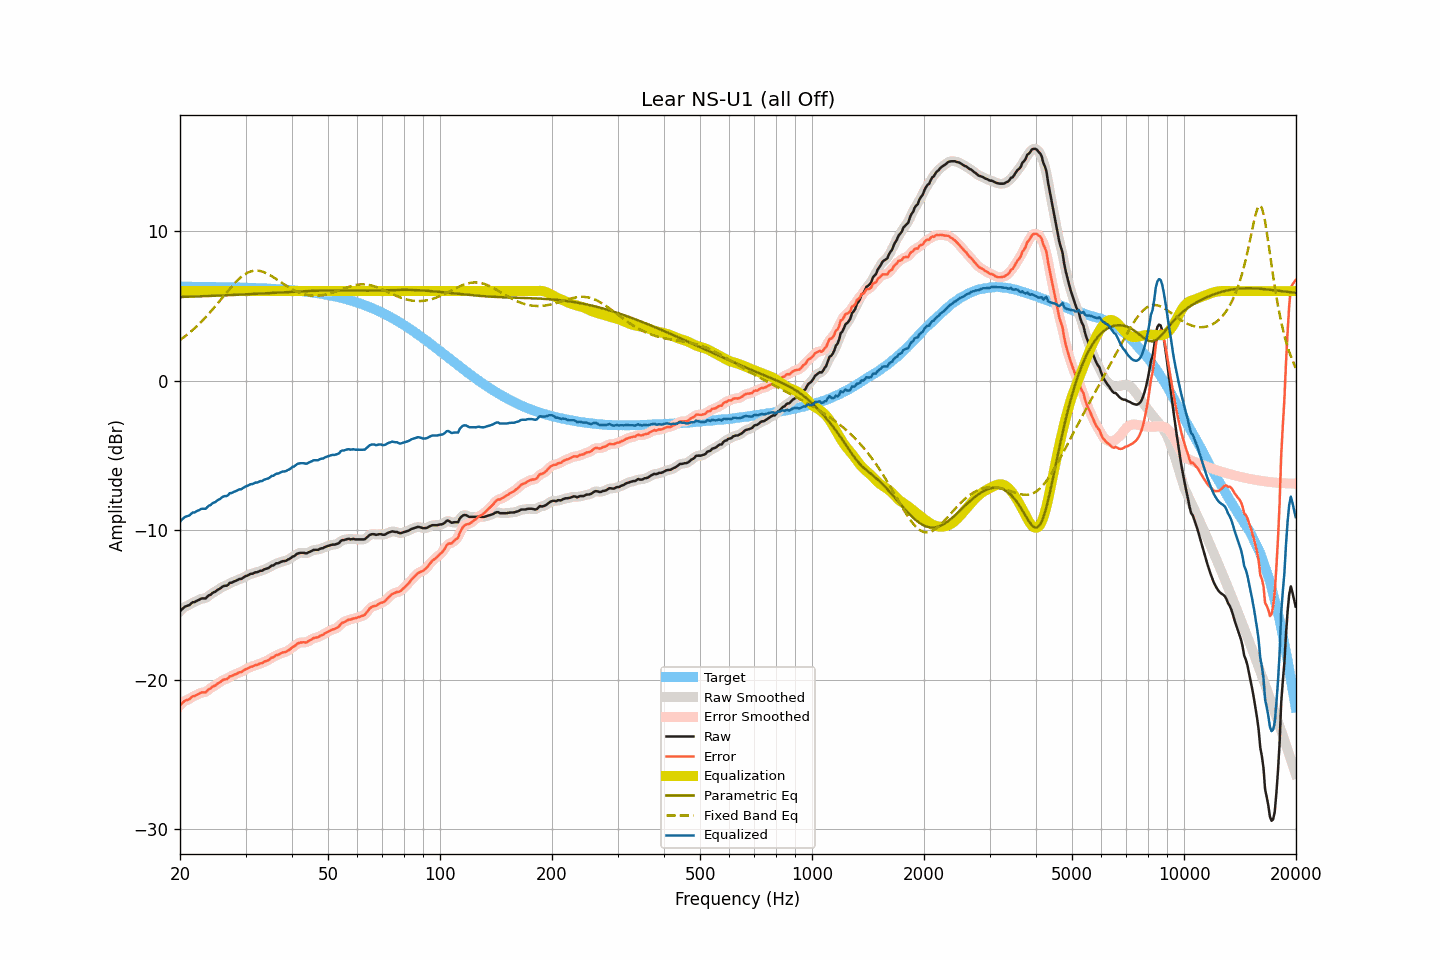 Lear NS-U1 (all Off)
10
0
−10
−20
−30
Amplitude (dBr)
Target
Raw Smoothed
Error Smoothed
Raw
Error
Equalization
Parametric Eq
Fixed Band Eq
Equalized
20 50 100 200 500 1000 2000 5000 10000 20000
Frequency (Hz)